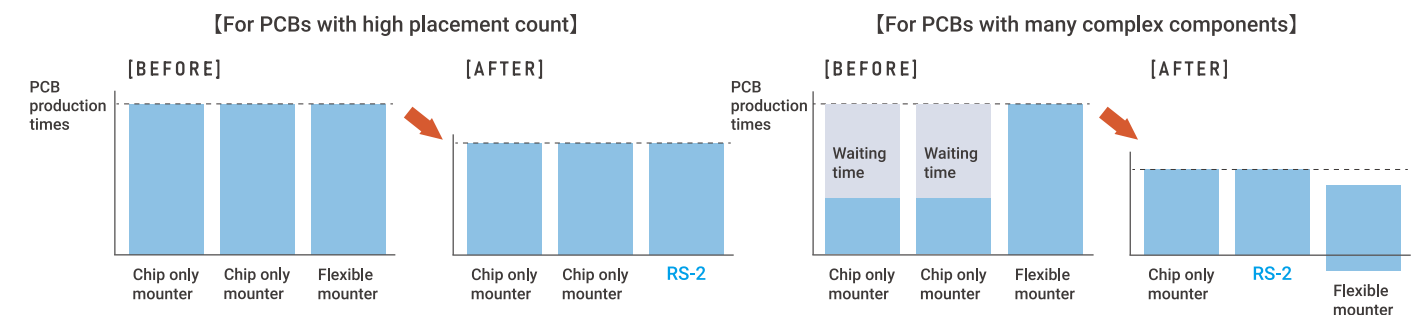 【For PCBs with high placement count】
[BEFORE]
PCB
production
times
Chip only
mounter
Chip only
mounter
Flexible
mounter
[AFTER]
Chip only
mounter
Chip only
mounter
RS-2
【For PCBs with many complex components】
[BEFORE]
PCB
production
times
Waiting
time
Waiting
time
Chip only
mounter
Chip only
mounter
Flexible
mounter
[AFTER]
Chip only
mounter
RS-2
Flexible
mounter